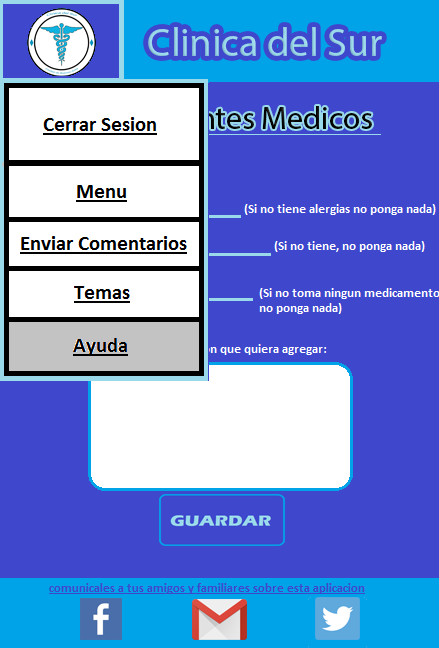 Clinica del Sur
Cerrar Sesion
Medicos
Menu
(Si no tiene alergias no ponga nada)
Enviar Comentarios
(Si no tiene, no ponga nada)
Temas
(Si no toma ningun medicamento
no ponga nada)
Ayuda
que quiera agregar:
GUARDAR
comunicales a tus amigos y familiares sobre esta aplicacion
f